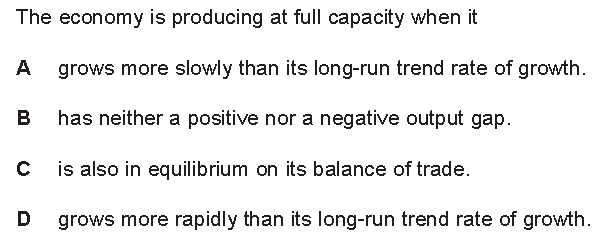 The economy is producing at full capacity when it
A grows more slowly than its long-run trend rate of growth.
B has neither a positive nor a negative output gap.
C is also in equilibrium on its balance of trade.
D grows more rapidly than its long-run trend rate of growth.